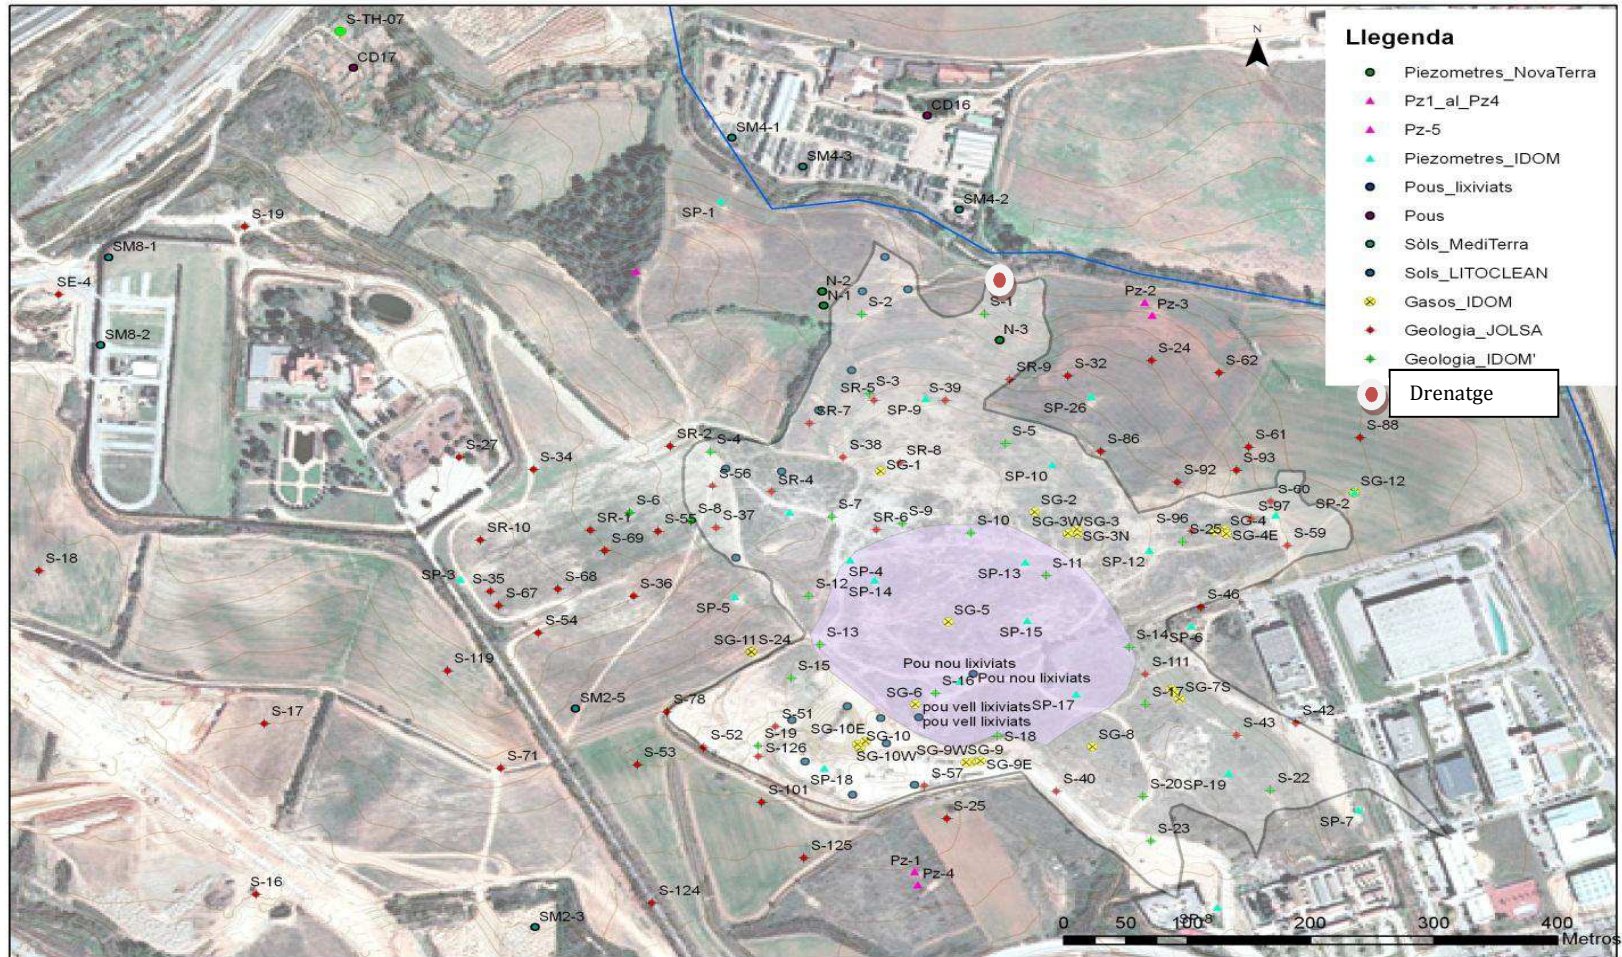 S-TH-07
CD17
N
Llegenda
Piezometres_NovaTerra
Pz1_al_Pz4
Pz-5
Piezometres_IDOM
Pous_lixiviats
Pous
Sòls_MediTerra
Sols_LITOCLEAN
Gasos_IDOM
Geologia_JOLSA
Geologia_IDOM'
Drenatge
CD16
SM4-1
SM4-3
SM4-2
SP-1
S-19
SM8-1
SE-4
SM8-2
N-2
N-1
S-2
S-1
N-3
Pz-2
Pz-3
S-24
S-62
S-32
SR-9
SP-26
S-3
SR-5
S-39
SP-9
SR-7
S-88
S-61
S-86
S-93
S-92
S-5
S-38
SR-8
SG-1
SP-10
SR-2
S-4
S-27
S-34
S-56
SR-4
SG-12
S-60
SP-2
S-97
SG-2
SG-3WSG-3
SG-3N
S-96
S-25
SG-4
SG-4E
S-59
S-6
S-8
S-37
S-7
S-9
SR-6
S-10
SR-10
SR-1
S-55
S-69
SP-12
S-11
SP-13
SP-4
SP-14
S-18
SP-3
S-35
S-67
S-68
S-36
SP-5
S-12
SG-5
SP-15
S-46
S-54
S-13
SG-11
S-24
S-14
SP-6
S-119
S-15
S-111
Pou nou lixiviats
S-16
Pou nou lixiviats
SG-6
SP-17
S-17
SG-7S
pou vell lixiviats
pou vell lixiviats
SM2-5
S-78
S-17
S-51
S-19
SG-10E
SG-10
S-18
SG-8
S-43
S-42
S-52
S-126
SG-10W
SG-9WSG-9
SG-9E
S-53
S-71
SP-18
S-57
S-40
S-20
SP-19
S-22
S-101
S-25
SP-7
S-23
S-125
Pz-1
Pz-4
S-16
S-124
SM2-3
SP-8
0
50
100
200
300
400
Metros